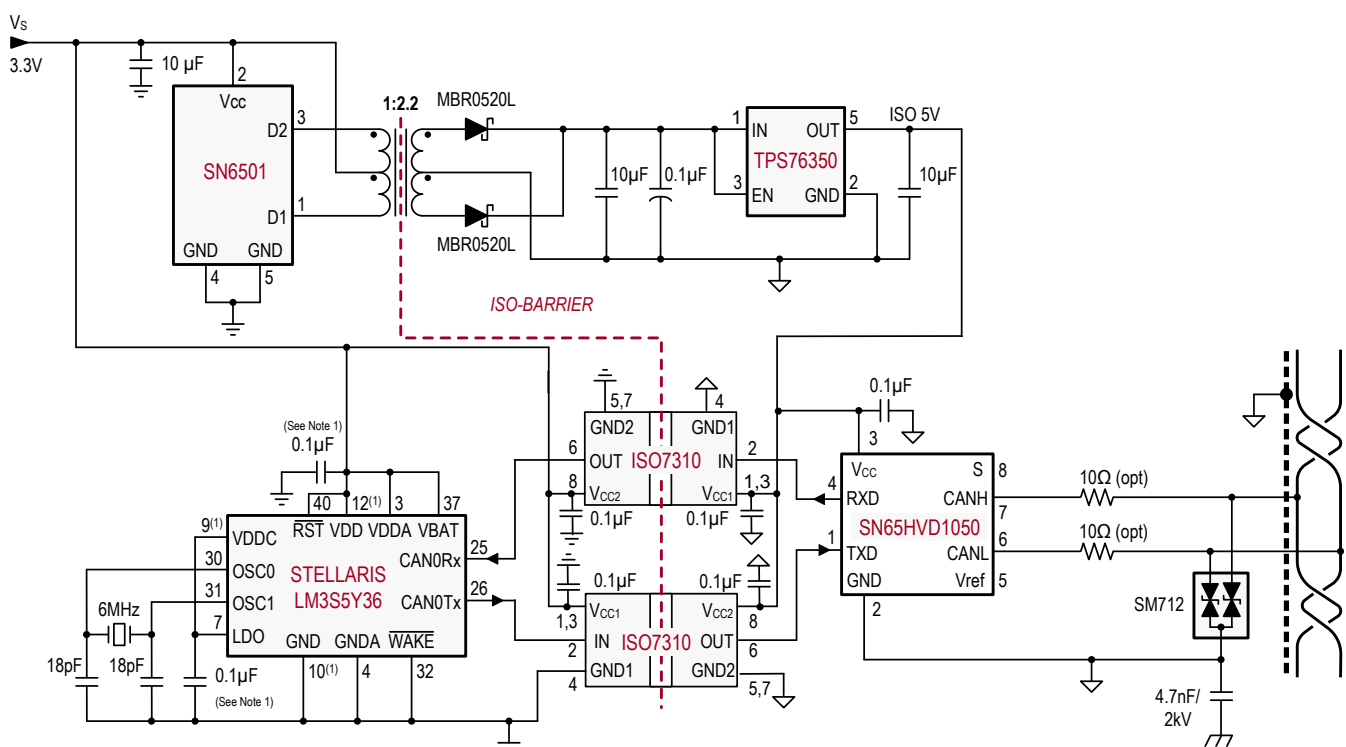 VS
3.3V
10 µF
2
Vcc
D2
3
SN6501
D1
1
GND
GND
4
5
1:2.2
MBR0520L
MBR0520L
10µF
0.1µF
1
IN
OUT
5
TPS76350
3
EN
GND
2
ISO 5V
10µF
ISO-BARRIER
(See Note 1)
0.1µF
40
12(1)
3
37
RST
VDD
VDDA
VBAT
9(1)
VDDC
30
OSC0
31
OSC1
7
LDO
STELLARIS
LM3S5Y36
CAN0Rx
25
CAN0Tx
26
GND
GNDA
WAKE
10(1)
4
32
6MHz
18pF
18pF
0.1µF
(See Note 1)
5,7
4
GND2
GND1
6
OUT
ISO7310
IN
2
8
VCC2
VCC1
1,3
0.1µF
0.1µF
0.1µF
0.1µF
VCC1
VCC2
1,3
8
IN
ISO7310
OUT
2
6
GND1
GND2
4
5,7
0.1µF
3
VCC
S
8
4
RXD
CANH
7
SN65HVD1050
1
TXD
CANL
6
GND
Vref
5
2
10Ω (opt)
10Ω (opt)
SM712
4.7nF/
2kV